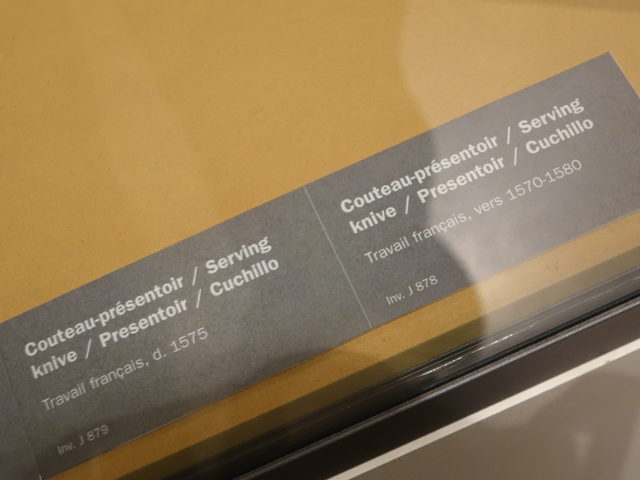 Couteau-présentoir / Serving
knive / Presentoir / Cuchillo
Travail français, d. 1575
Inv. J 879
Couteau-présentoir / Serving
knive / Presentoir / Cuchillo
Travail français, vers 1570-1580
Inv. J 878